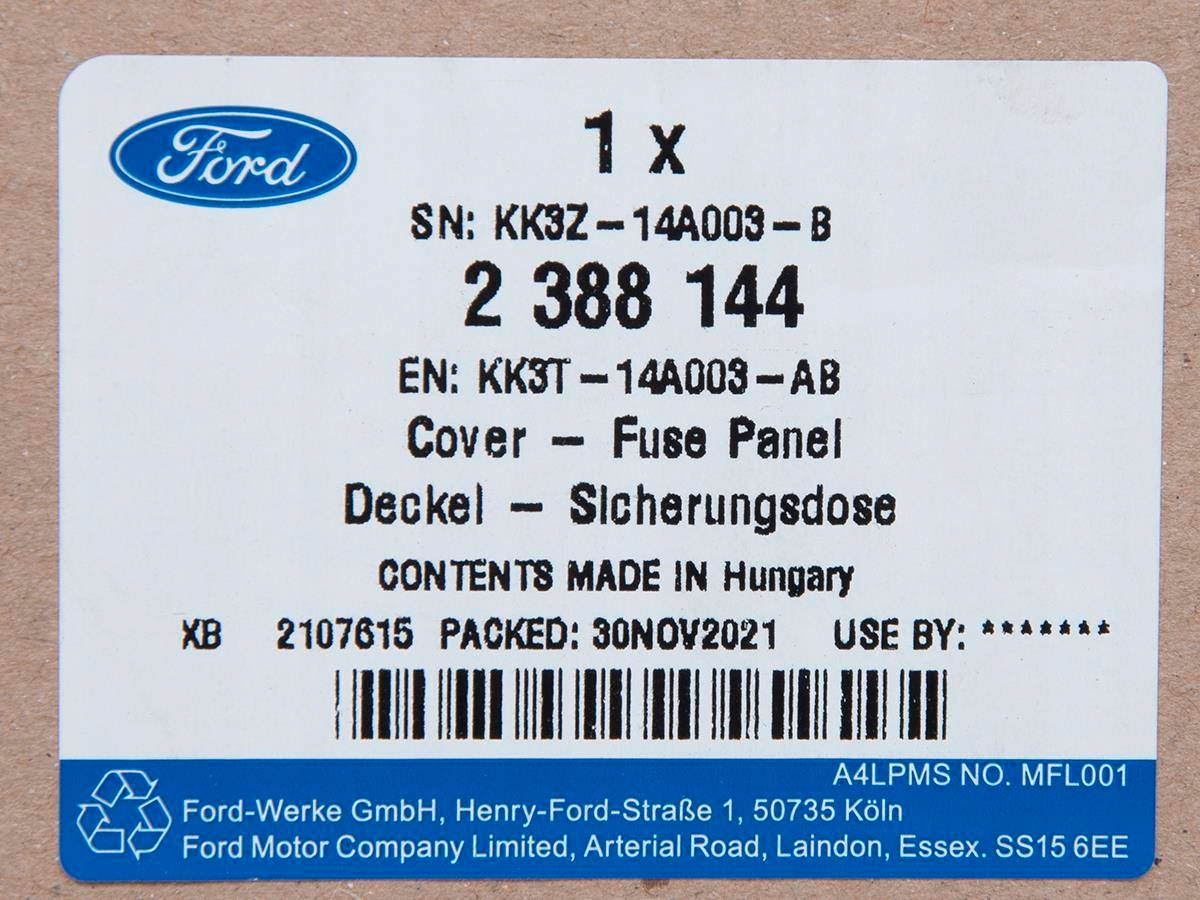 Ford
1 x
SN: KK3Z-14A003-B
2 388 144
EN: KK3T-14A003-AB
Cover - Fuse Panel
Deckel - Sicherungsdose
CONTENTS MADE IN Hungary
XB 2107615 PACKED: 30NOV2021 USE BY: *******
A4LPMS NO. MFL001
Ford-Werke GmbH, Henry-Ford-Straße 1, 50735 Köln
Ford Motor Company Limited, Arterial Road, Laindon, Essex. SS15 6EE